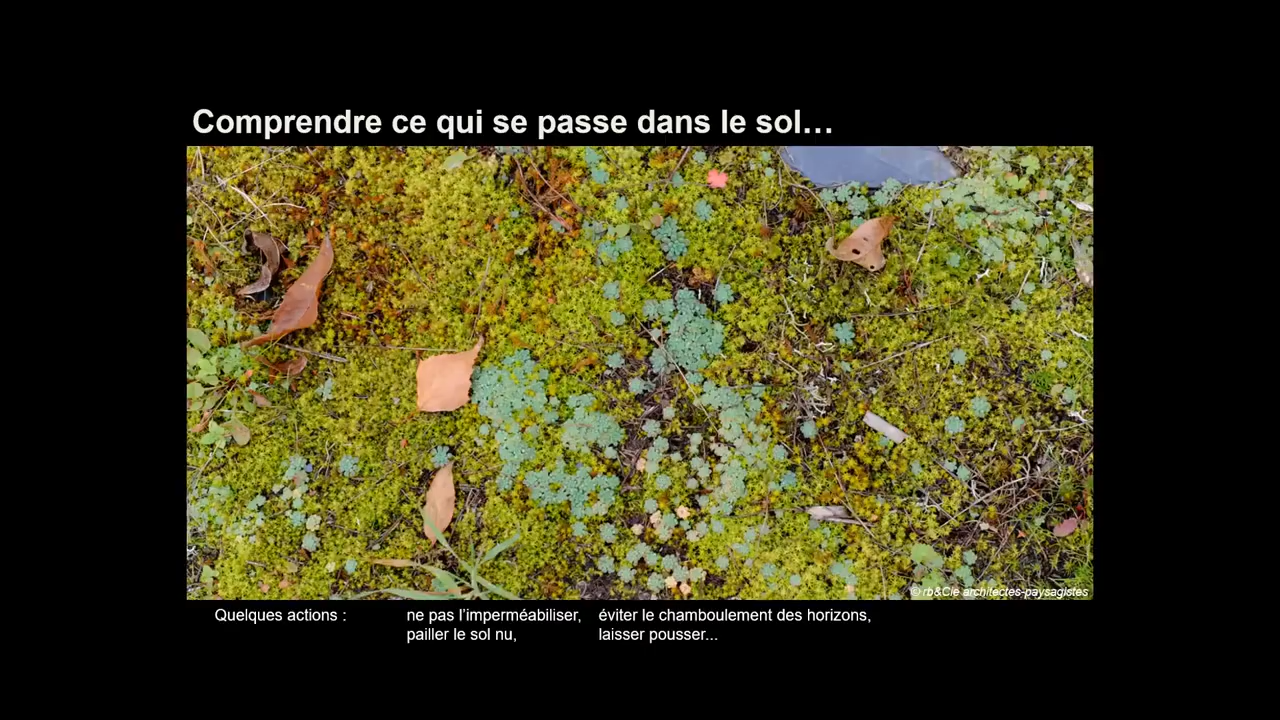 Comprendre ce qui se passe dans le sol…
© rb&Cie architectes-paysagistes
Quelques actions : ne pas l’imperméabiliser, éviter le chamboulement des horizons,
pailler le sol nu, laisser pousser...